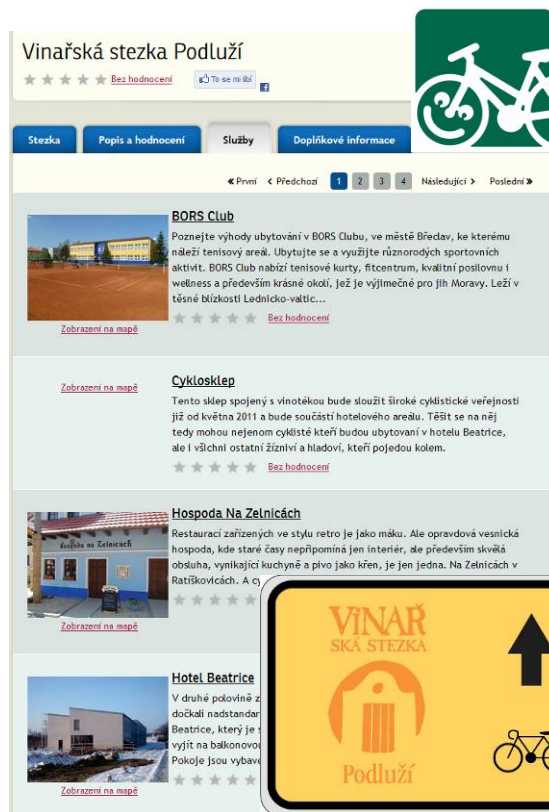 Vinařská stezka Podluží
Bez hodnocení
To se mi líbí
Stezka
Popis a hodnocení
Služby
Doplňkové informace
« První < Předchozí 1 2 3 4 Následující > Poslední »
BORS Club
Poznejte výhody ubytování v BORS Clubu, ve městě Břeclav, ke kterému
náleží tenisový areál. Ubytujte se a využijte různorodých sportovních
aktivit. BORS Club nabízí tenisové kurty, fitcentrum, kvalitní posilovnu i
wellness a především krásné okolí, jež je výjimečné pro jih Moravy. Leží v
těsné blízkosti Lednicko-valtic...
Bez hodnocení
Zobrazení na mapě
Cyklosklep
Zobrazení na mapě
Tento sklep spojený s vinotékou bude sloužit široké cyklistické veřejnosti
již od května 2011 a bude součástí hotelového areálu. Těšit se na něj
tedy mohou nejenom cyklisté kteří budou ubytovaní v hotelu Beatrice,
ale i všichni ostatní žízniví a hladoví, kteří pojedou kolem.
Bez hodnocení
Hospoda Na Zelnicách
Restaurací zařízených ve stylu retro je jako máku. Ale opravdová vesnická
hospoda, kde staré časy nepřipomíná jen interiér, ale především skvělá
obsluha, vynikající kuchyně a pivo jako křen, je jen jedna. Na Zelnicích v
Ratíškovicích. A
Hospoda na Zelnicích
Zobrazení na mapě
Hotel Beatrice
V druhé polovině
dočkali nadstandar
Beatrice, který je
vyjít na balkonovou
Pokoje jsou vybave
Zobrazení na mapě
VINAŘ
SKÁ STEZKA
Podluží